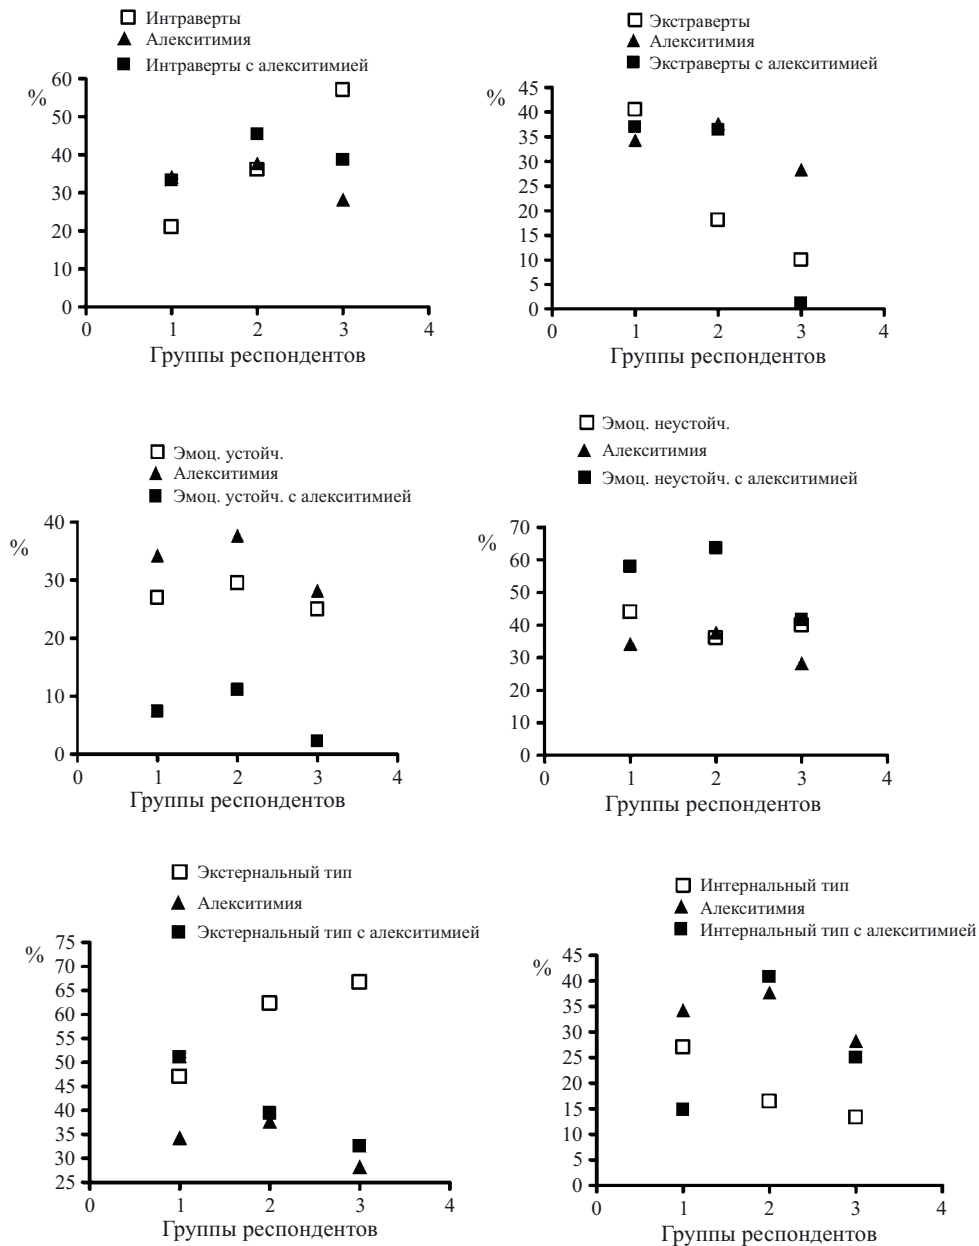 Интраверты
Алекситимия
Интраверты с алекситимией
%
60
50
40
30
20
10
0
0 1 2 3 4
Группы респондентов
Экстраверты
Алекситимия
Экстраверты с алекситимией
%
45
40
35
30
25
20
15
10
5
0
0 1 2 3 4
Группы респондентов
Эмоц. устойч.
Алекситимия
Эмоц. устойч. с алекситимией
%
40
30
20
10
0
0 1 2 3 4
Группы респондентов
Эмоц. неустойч.
Алекситимия
Эмоц. неустойч. с алекситимией
%
70
60
50
40
30
20
10
0
0 1 2 3 4
Группы респондентов
Экстернальный тип
Алекситимия
Экстернальный тип с алекситимией
%
75
70
65
60
55
50
45
40
35
30
25
0 1 2 3 4
Группы респондентов
Интернальный тип
Алекситимия
Интернальный тип с алекситимией
%
45
40
35
30
25
20
15
10
5
0
0 1 2 3 4
Группы респондентов